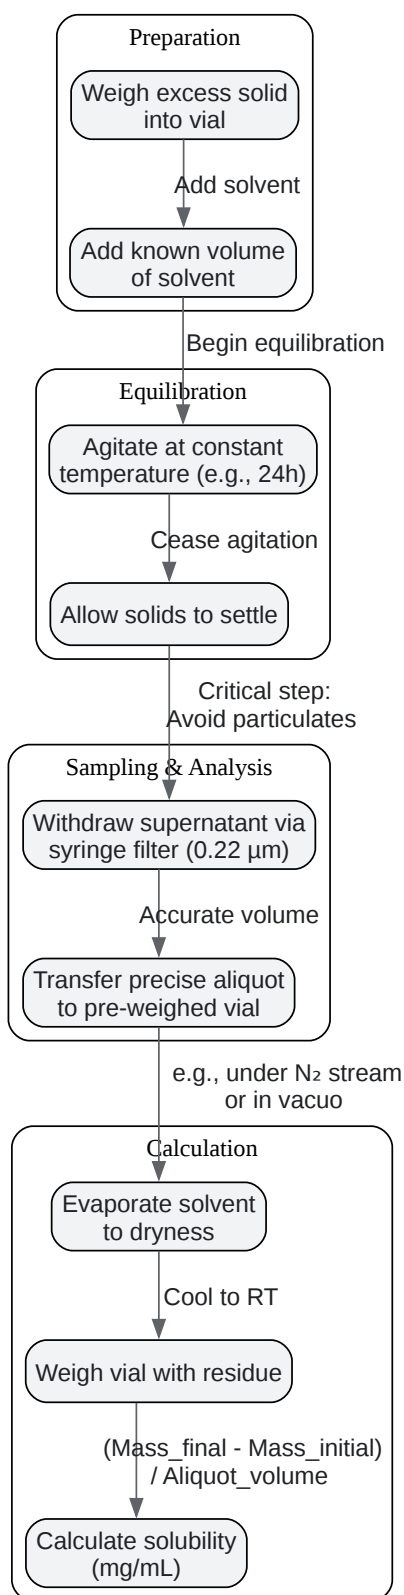 Preparation
Weigh excess solid
into vial
Add solvent
Add known volume
of solvent
Begin equilibration
Equilibration
Agitate at constant
temperature (e.g., 24h)
Cease agitation
Allow solids to settle
Critical step:
Avoid particulates
Sampling & Analysis
Withdraw supernatant via
syringe filter (0.22 µm)
Accurate volume
Transfer precise aliquot
to pre-weighed vial
e.g., under N₂ stream
or in vacuo
Calculation
Evaporate solvent
to dryness
Cool to RT
Weigh vial with residue
(Mass_final - Mass_initial)
/ Aliquot_volume
Calculate solubility
(mg/mL)